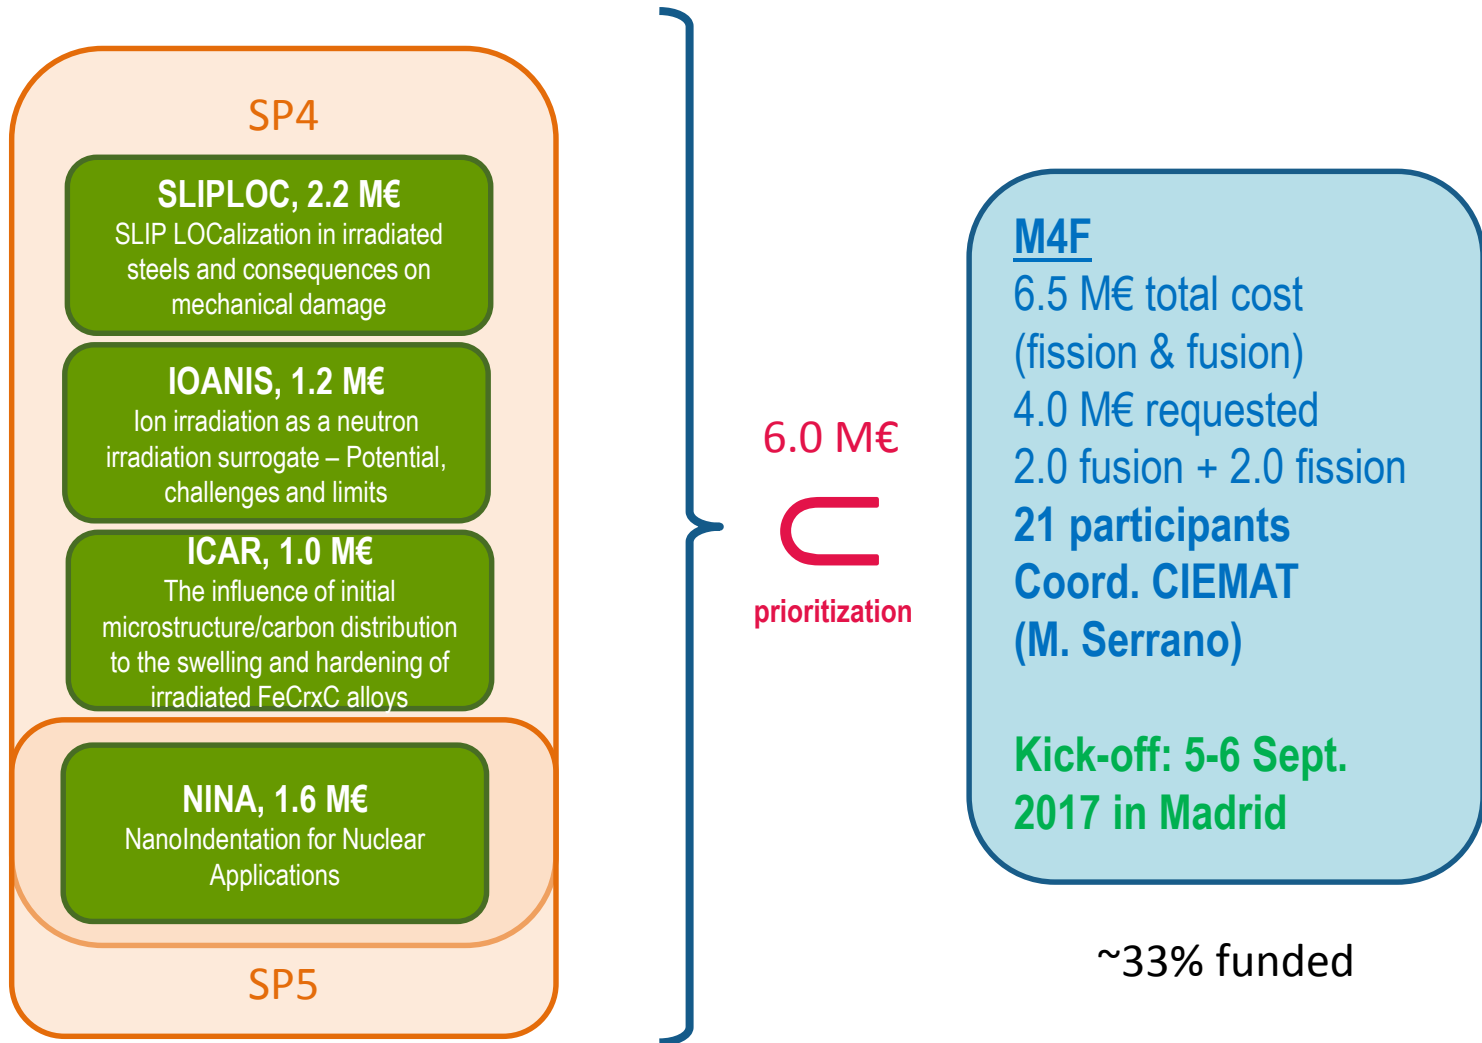 SP4
SLIPLOC, 2.2 M€
SLIP LOCalization in irradiated
steels and consequences on
mechanical damage
IOANIS, 1.2 M€
Ion irradiation as a neutron
irradiation surrogate – Potential,
challenges and limits
ICAR, 1.0 M€
The influence of initial
microstructure/carbon distribution
to the swelling and hardening of
irradiated FeCrxC alloys
NINA, 1.6 M€
NanoIndentation for Nuclear
Applications
SP5
6.0 M€
prioritization
M4F
6.5 M€ total cost
(fission & fusion)
4.0 M€ requested
2.0 fusion + 2.0 fission
21 participants
Coord. CIEMAT
(M. Serrano)
Kick-off: 5-6 Sept.
2017 in Madrid
~33% funded